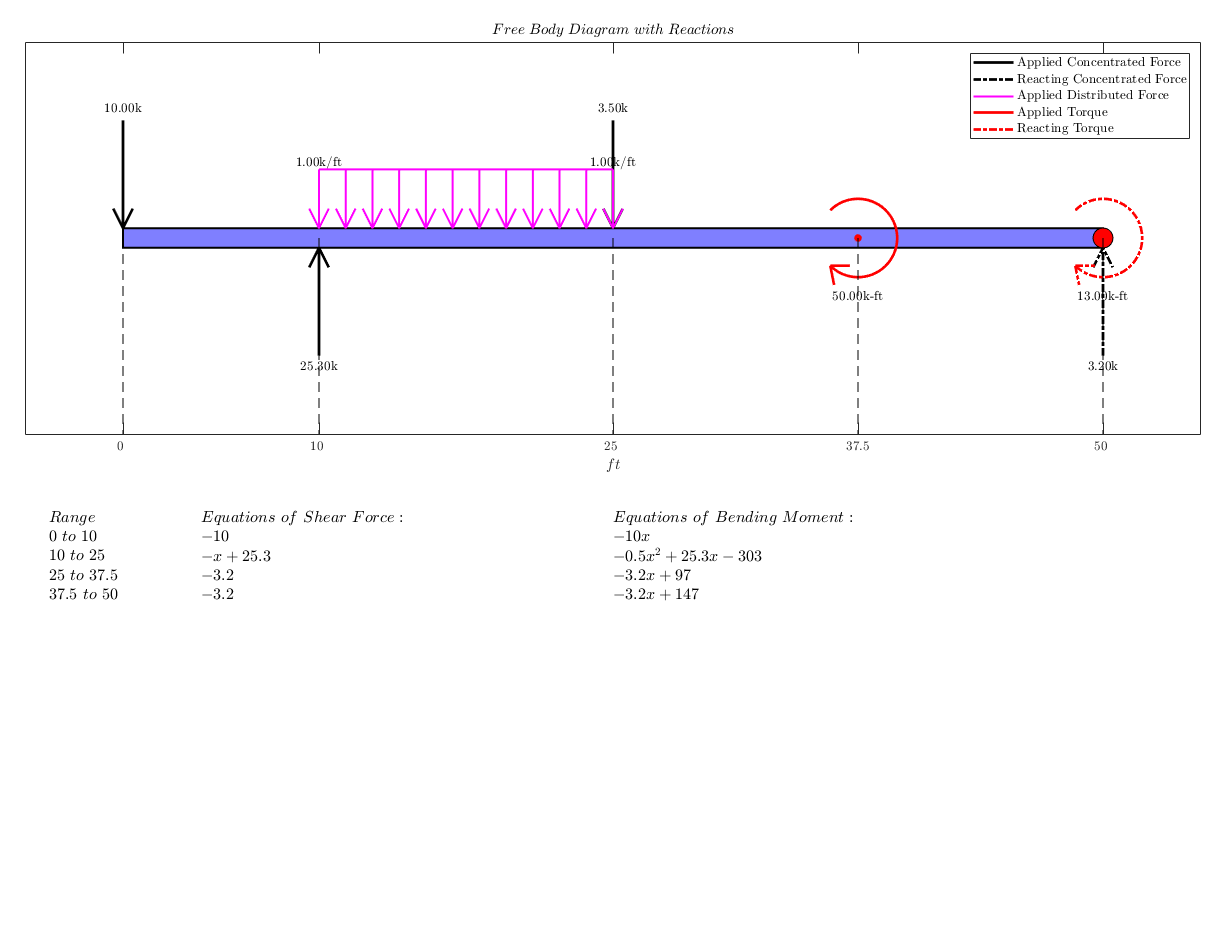 Free Body Diagram with Reactions
Applied Concentrated Force
Reacting Concentrated Force
Applied Distributed Force
Applied Torque
Reacting Torque
10.00k
3.50k
1.00k/ft
1.00k/ft
50.00k-ft
13.00k-ft
25.30k
3.20k
0
10
25
37.5
50
ft
Range Equations of Shear Force : Equations of Bending Moment :
0 to 10 −10 −10x
10 to 25 −x + 25.3 −0.5x² + 25.3x − 303
25 to 37.5 −3.2 −3.2x + 97
37.5 to 50 −3.2 −3.2x + 147